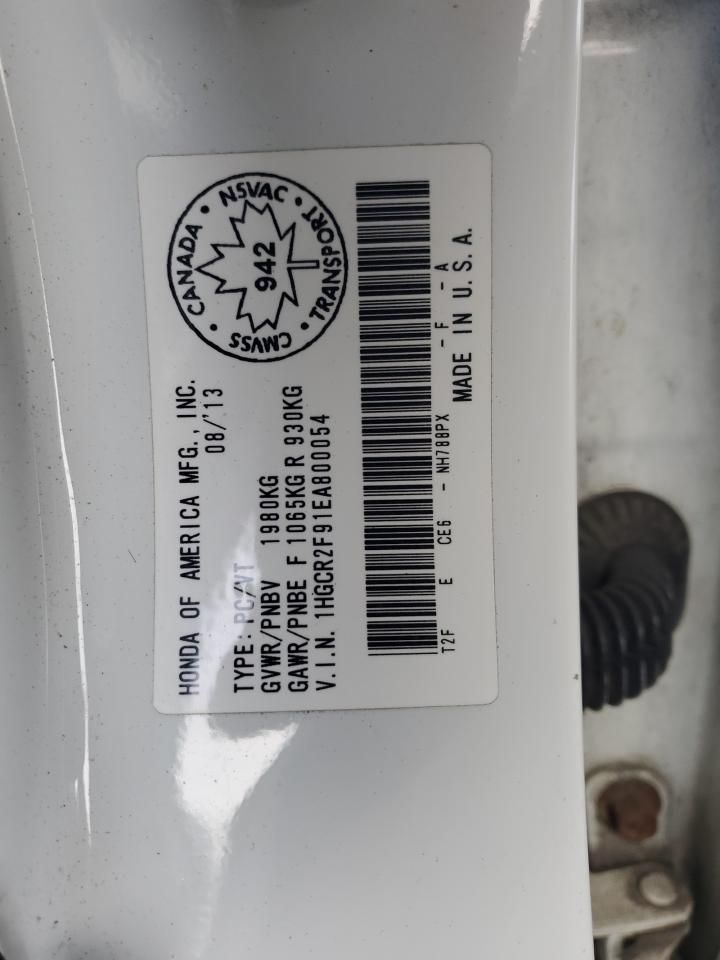 HONDA OF AMERICA MFG., INC.
08/'13
TYPE: PC/VT
GVWR/PNBV 1980KG
GAWR/PNBE F 1065KG R 930KG
V.I.N. 1HGCR2F91EA800054
CANADA • NSVAC • TRANSPORT • CMVSS •
942
T2F E CE6 - NH788PX - F - A
MADE IN U.S.A.